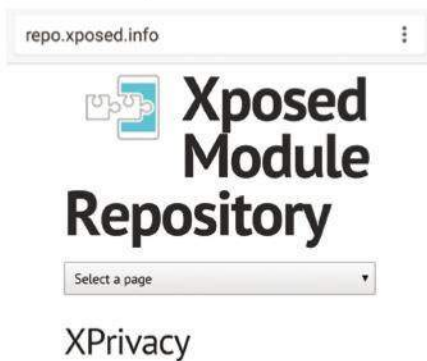 repo.xposed.info
Xposed
Module
Repository
Select a page
XPrivacy